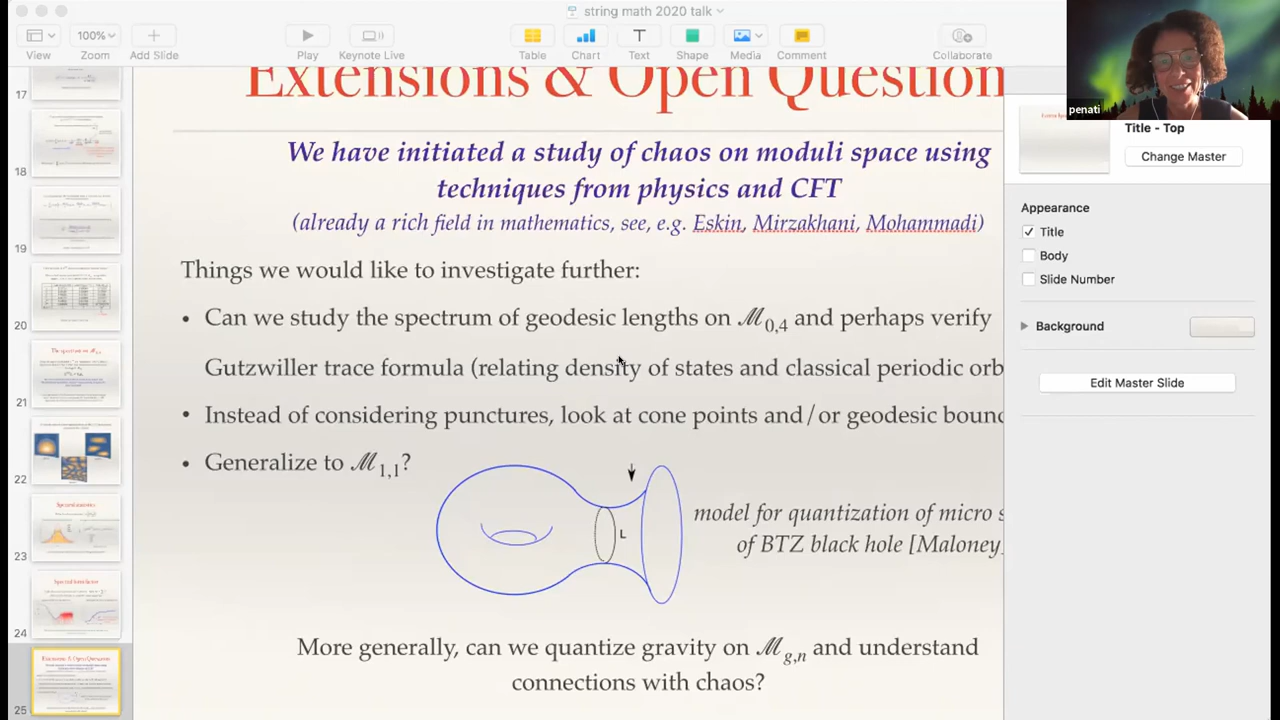 string math 2020 talk
View
100%
Zoom
Add Slide
Play
Keynote Live
Table
Chart
Text
Shape
Media
Comment
Collaborate
penati
Extensions & Open Question
We have initiated a study of chaos on moduli space using
techniques from physics and CFT
(already a rich field in mathematics, see, e.g. Eskin, Mirzakhani, Mohammadi)
Things we would like to investigate further:
• Can we study the spectrum of geodesic lengths on ℳ0,4 and perhaps verify
Gutzwiller trace formula (relating density of states and classical periodic orb
• Instead of considering punctures, look at cone points and/or geodesic bound
• Generalize to ℳ1,1?
L
model for quantization of micro s
of BTZ black hole [Maloney]
More generally, can we quantize gravity on ℳg,n and understand
connections with chaos?
17
18
19
20
21
22
23
24
25
Title - Top
Change Master
Appearance
Title
Body
Slide Number
Background
Edit Master Slide